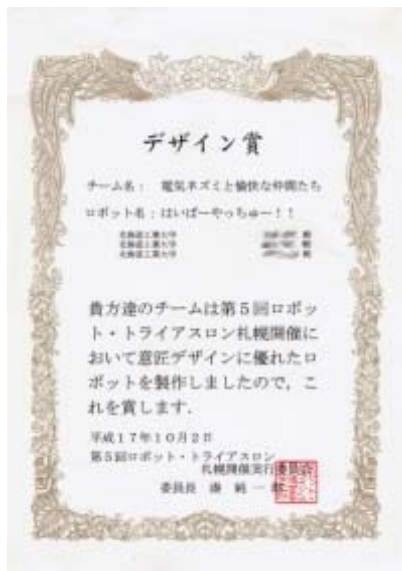 デザイン賞
チーム名： 電気ネズミと愉快な仲間たち
ロボット名：はいぱーやっちゅー！！
北海道工業大学 殿
北海道工業大学 殿
北海道工業大学 殿
貴方達のチームは第５回ロボッ
ト・トライアスロン札幌開催に
おいて意匠デザインに優れたロ
ボットを製作しましたので，こ
れを賞します．
平成１７年１０月２日
第５回ロボット・トライアスロン
札幌開催実行委員会
委員長 湊 純一郎